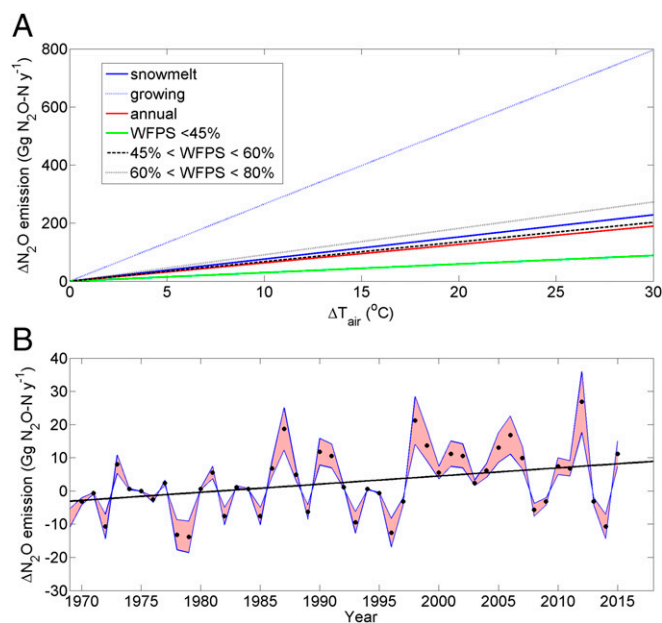 A
ΔN₂O emission (Gg N₂O-N y⁻¹)
800
600
400
200
0
snowmelt
growing
annual
WFPS <45%
45% < WFPS < 60%
60% < WFPS < 80%
0 5 10 15 20 25 30
ΔTair (°C)
B
ΔN₂O emission (Gg N₂O-N y⁻¹)
40
30
20
10
0
-10
-20
-30
1970 1975 1980 1985 1990 1995 2000 2005 2010 2015
Year